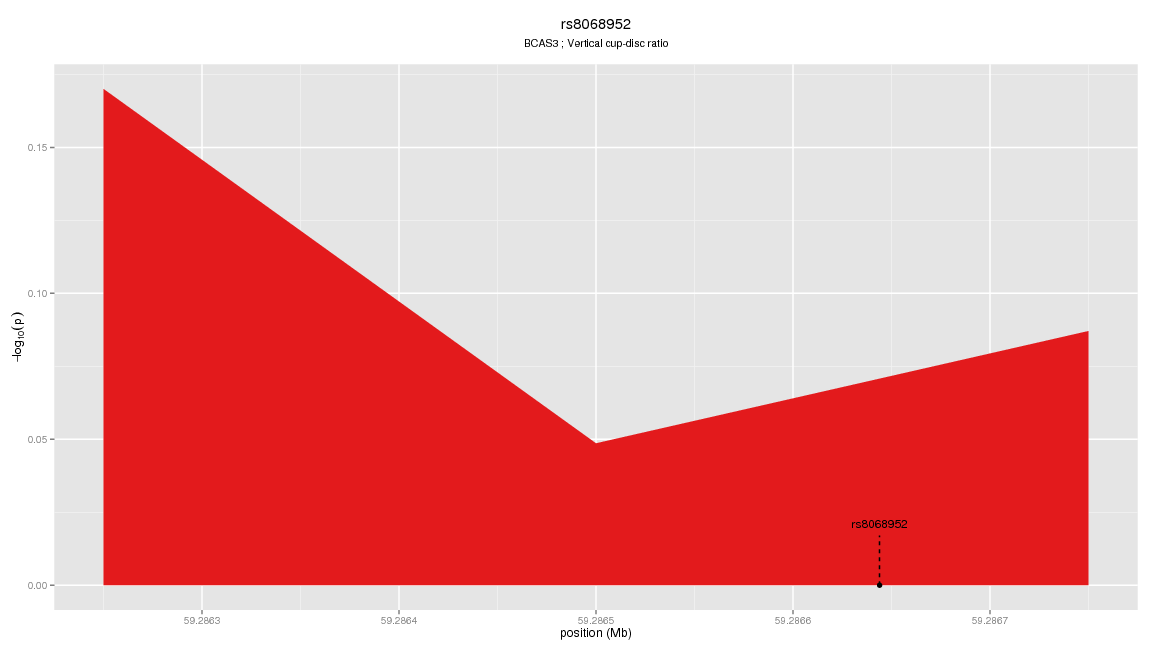 rs8068952
BCAS3 ; Vertical cup-disc ratio
−log10(p)
0.15
0.10
0.05
0.00
rs8068952
59.2863 59.2864 59.2865 59.2866 59.2867
position (Mb)